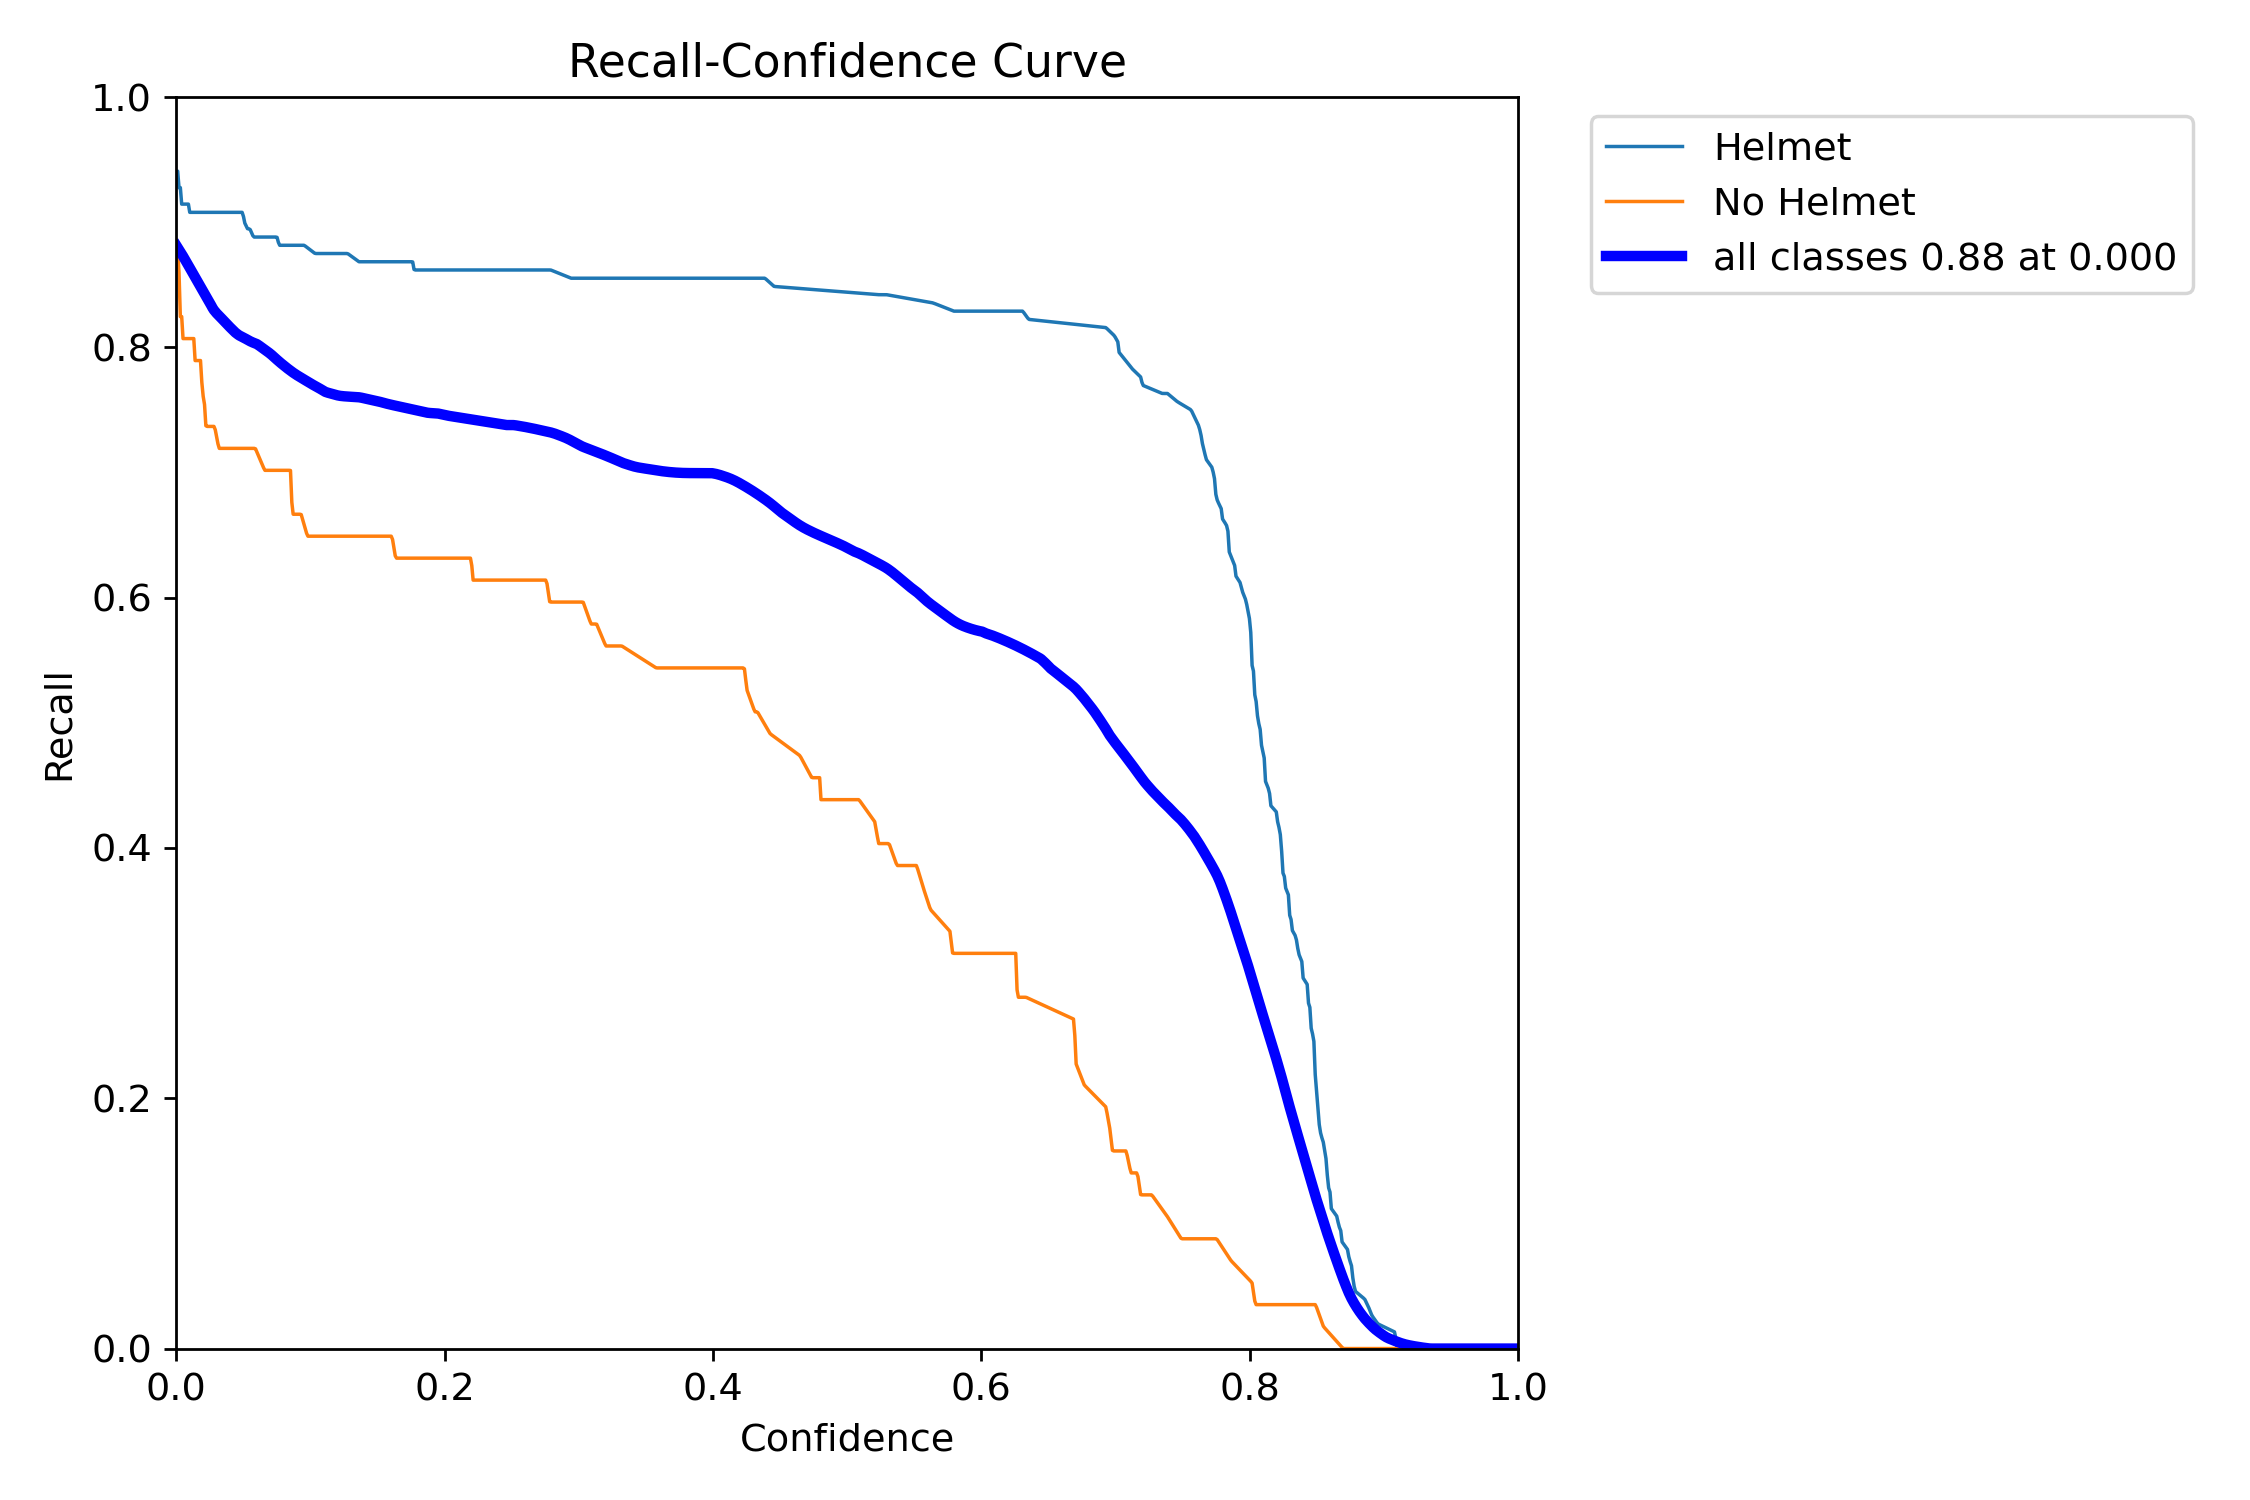 Recall-Confidence Curve
1.0
0.8
0.6
0.4
0.2
0.0
Recall
0.0 0.2 0.4 0.6 0.8 1.0
Confidence
Helmet
No Helmet
all classes 0.88 at 0.000